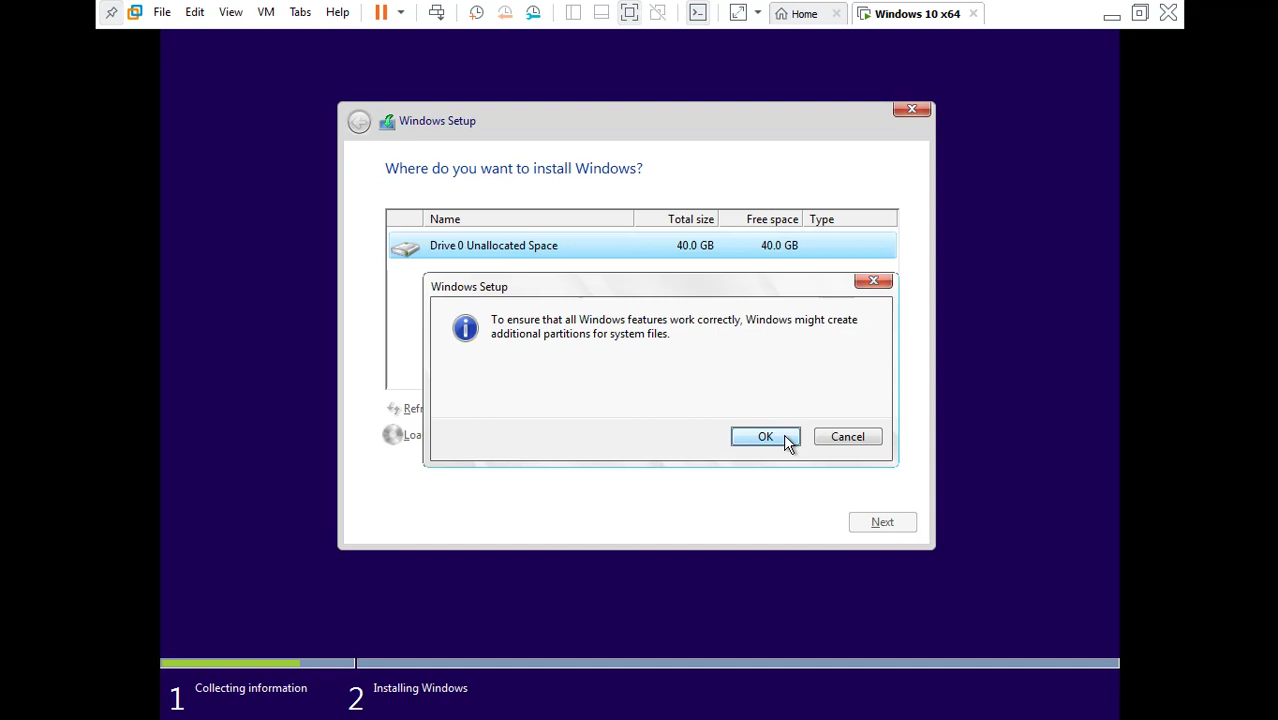 File Edit View VM Tabs Help Home Windows 10 x64
Windows Setup
Where do you want to install Windows?
Name Total size Free space Type
Drive 0 Unallocated Space 40.0 GB 40.0 GB
Windows Setup
To ensure that all Windows features work correctly, Windows might create
additional partitions for system files.
Refr
Loa
OK Cancel
Next
1 Collecting information 2 Installing Windows